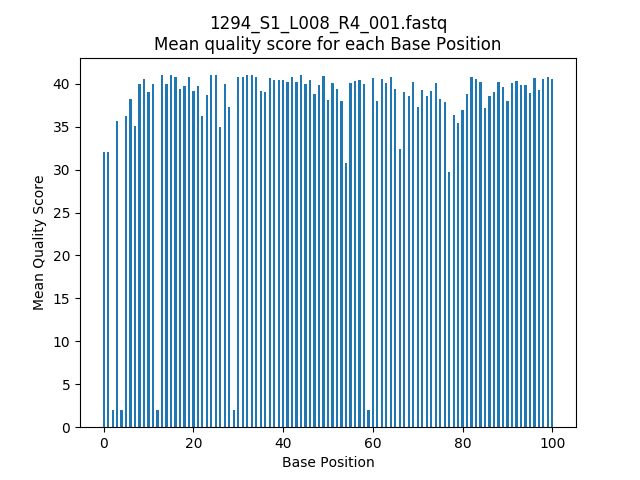 1294_S1_L008_R4_001.fastq
Mean quality score for each Base Position
Mean Quality Score
40
35
30
25
20
15
10
5
0
0 20 40 60 80 100
Base Position